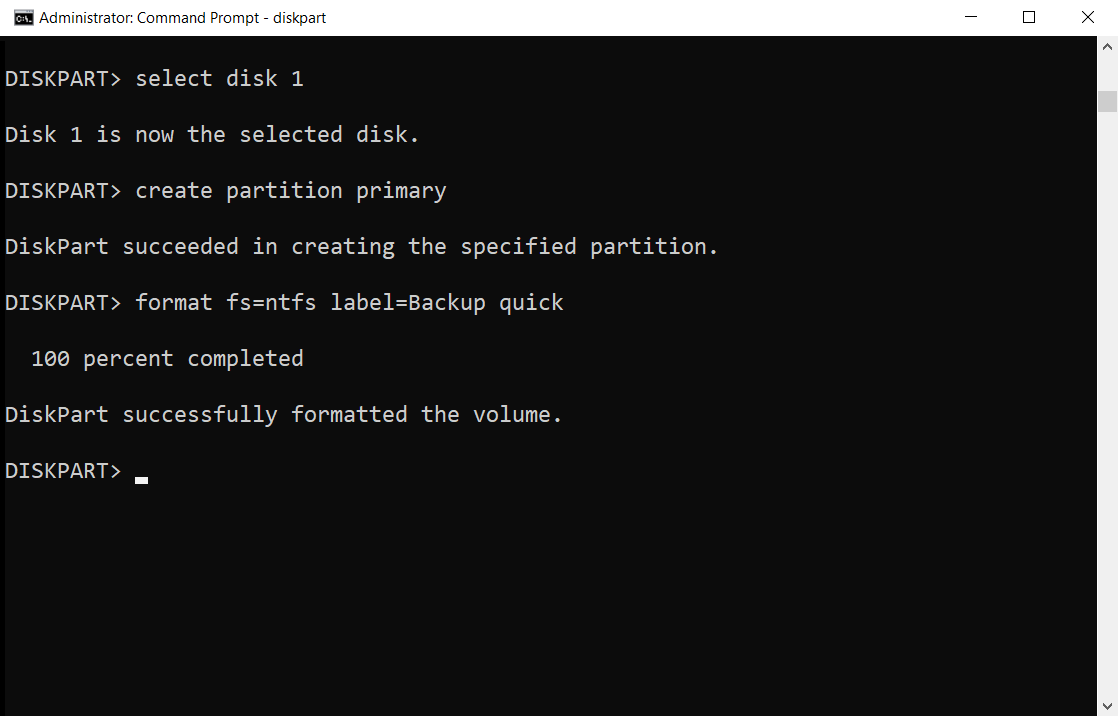 Administrator: Command Prompt - diskpart
DISKPART> select disk 1
Disk 1 is now the selected disk.
DISKPART> create partition primary
DiskPart succeeded in creating the specified partition.
DISKPART> format fs=ntfs label=Backup quick
100 percent completed
DiskPart successfully formatted the volume.
DISKPART>